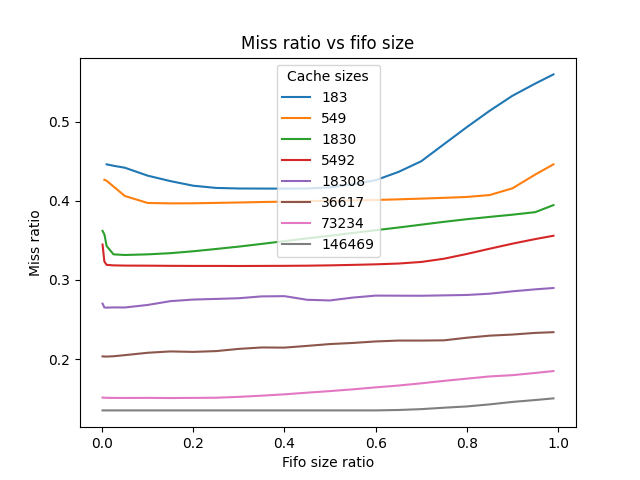 Miss ratio vs fifo size
Cache sizes
183
549
1830
5492
18308
36617
73234
146469
Miss ratio
0.5
0.4
0.3
0.2
0.0 0.2 0.4 0.6 0.8 1.0
Fifo size ratio